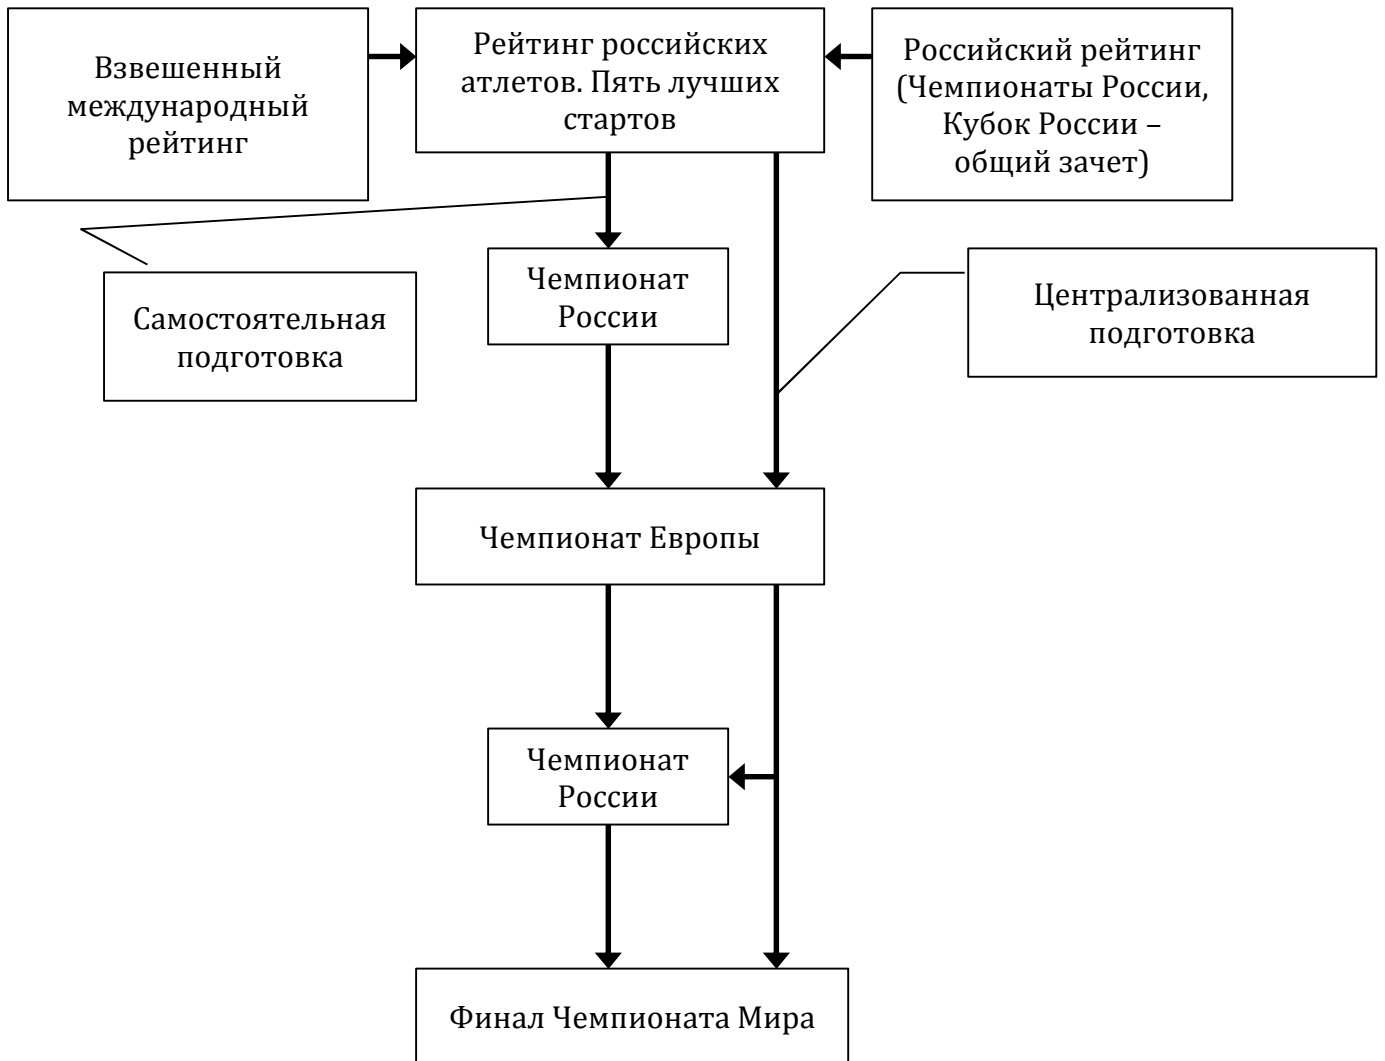 Взвешенный
международный
рейтинг
Рейтинг российских
атлетов. Пять лучших
стартов
Российский рейтинг
(Чемпионаты России,
Кубок России –
общий зачет)
Самостоятельная
подготовка
Чемпионат
России
Централизованная
подготовка
Чемпионат Европы
Чемпионат
России
Финал Чемпионата Мира